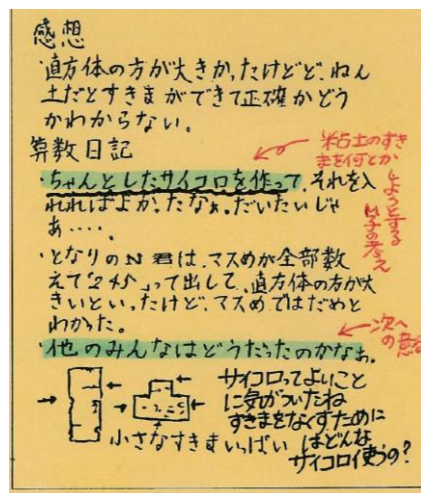 感想
・直方体の方が大きかったけどど、ねん
土だとすきまができて正確かどう
かわからない。
算数日記
・ちゃんとしたサイコロを作って、それを入
れればよかったなぁ。だいたいじゃ
あ・・・・。
・となりのN君は、マスめが全部数
えて って出して、直方体の方が大
きいといったけど、マスめではだめと
わかった。
・他のみんなはどうだったのかなぁ。
粘土のすき
まを何とか
しようとする
子の考え
次への意
サイコロってよいこと
に気がついたね
すきまをなくすために
はどんな
サイコロ使うの?
小さなすきまいっぱい